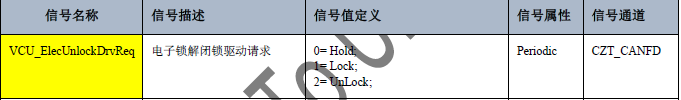 信号名称 信号描述 信号值定义 信号属性 信号通道
VCU_ElecUnlockDrvReq 电子锁解闭锁驱动请求 0= Hold; Periodic CZT_CANFD
1= Lock;
2= UnLock;